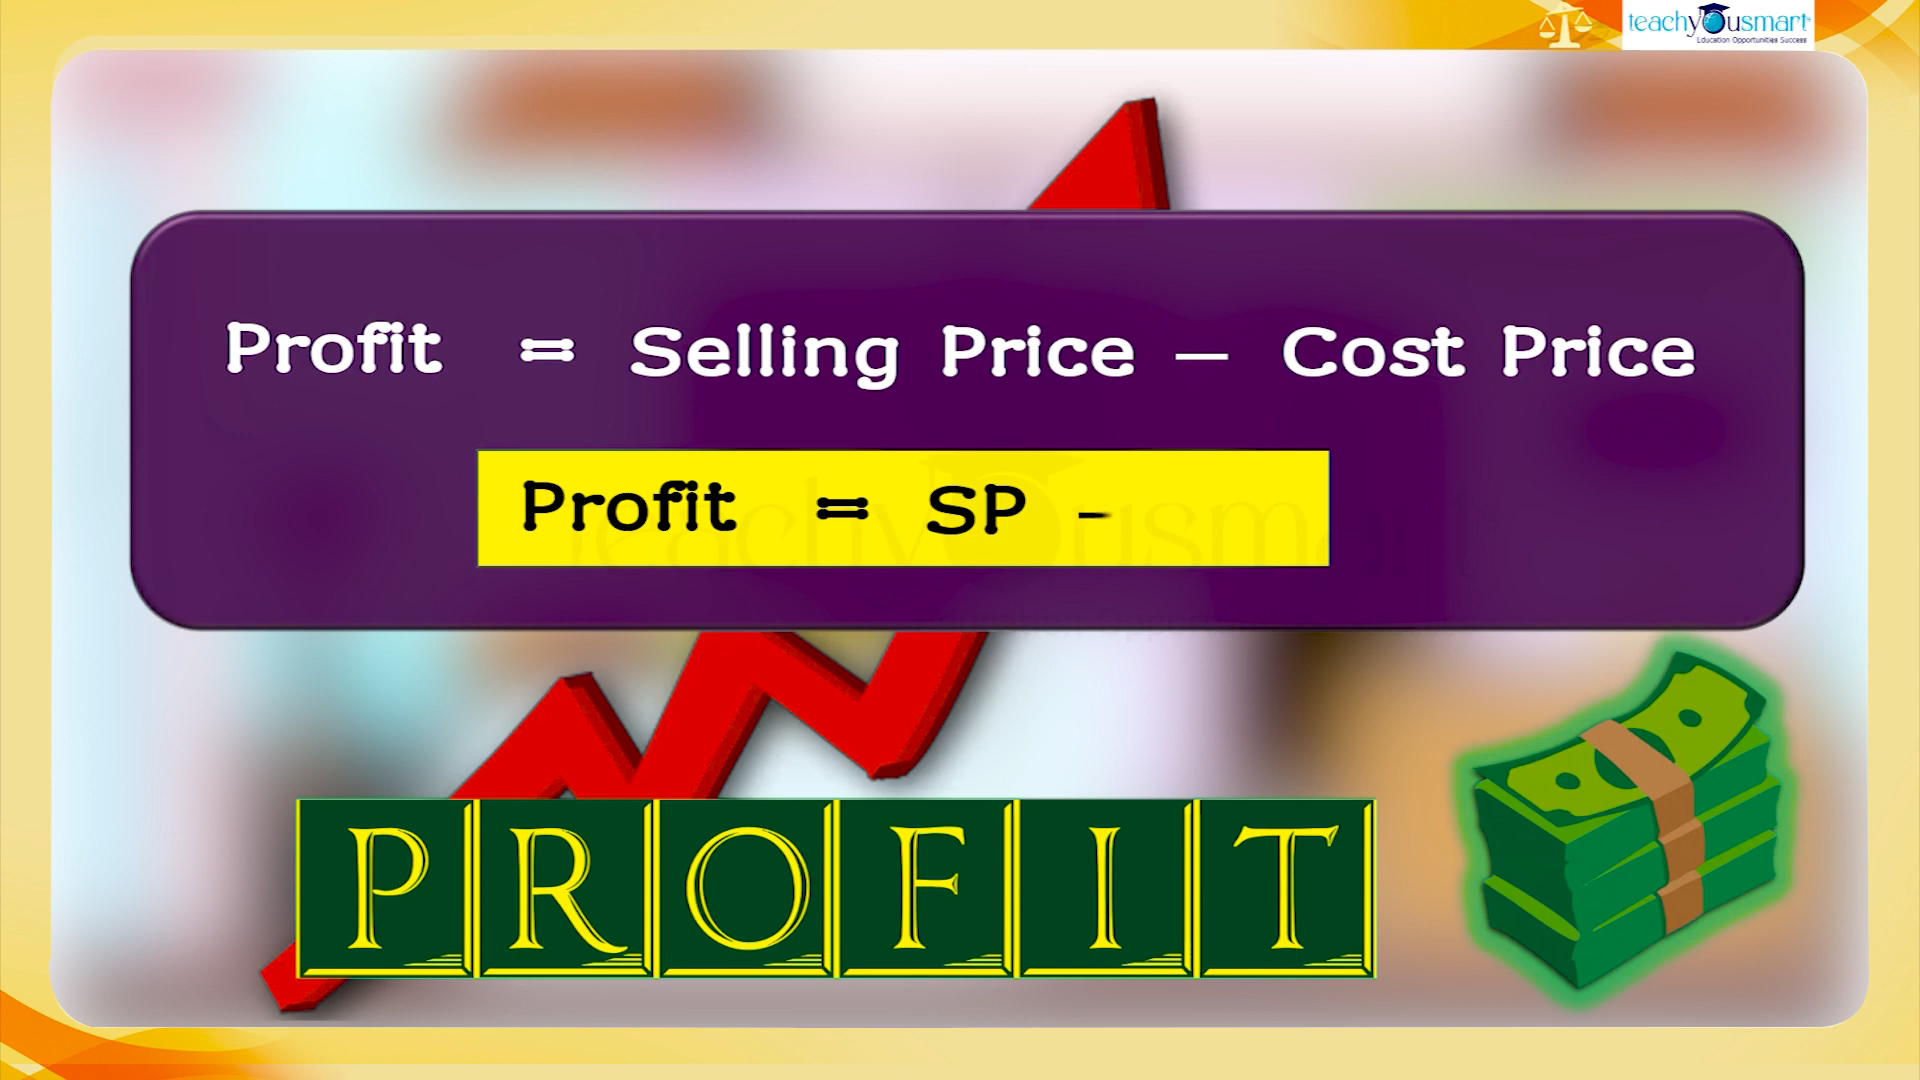 teachyousmart
Education Opportunities Success
Profit = Selling Price – Cost Price
Profit = SP -
PROFIT